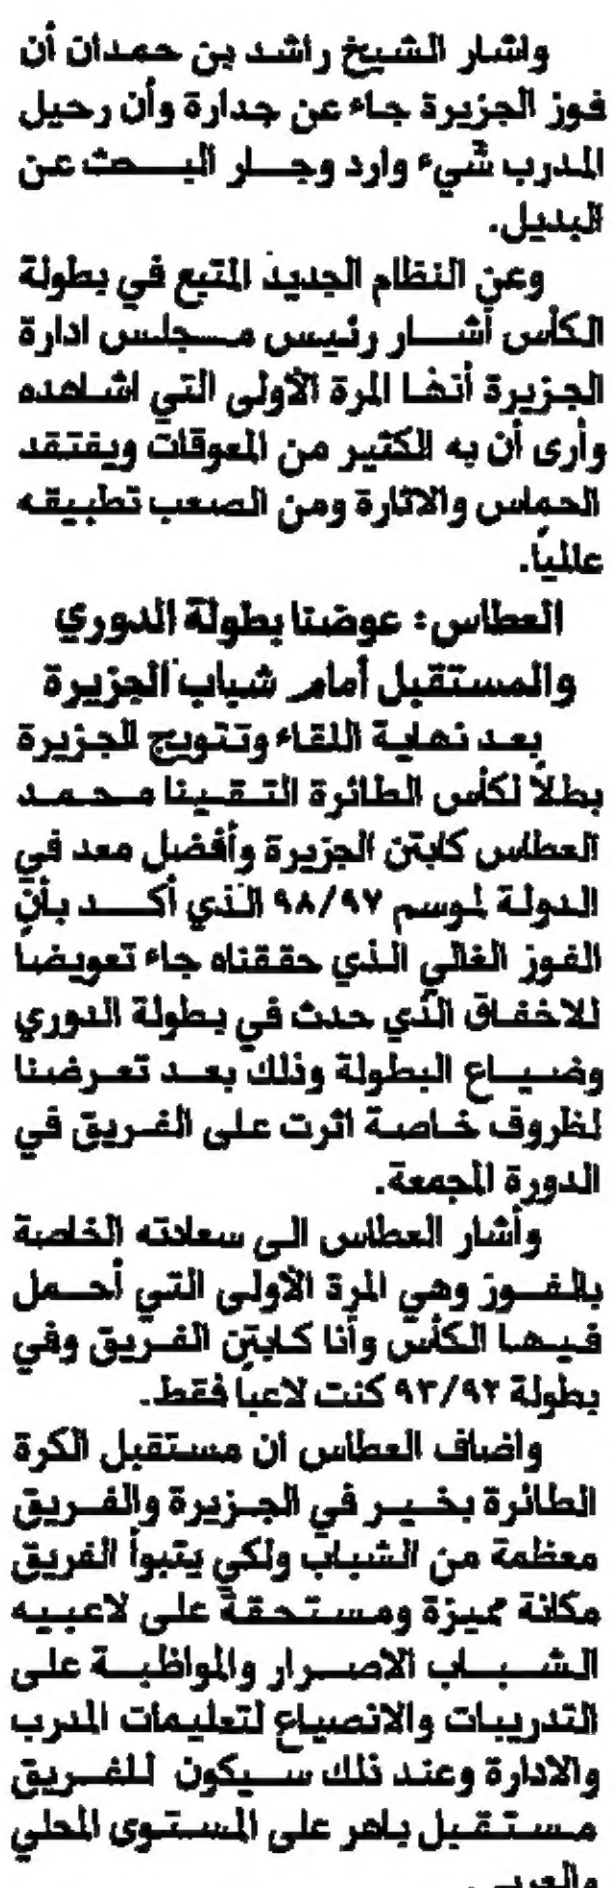 واشار الشيخ راشد بن حمدان أن
فوز الجزيرة جاء عن جدارة وأن رحيل
المدرب شيء وارد وجار البحث عن
البديل.
وعن النظام الجديد المتبع في بطولة
الكأس أشار رئيس مجلس ادارة
الجزيرة أنها المرة الأولى التي اشاهده
وأرى أن به الكثير من المعوقات ويفتقد
الحماس والاثارة ومن الصعب تطبيقه
عالميا.
العطاس: عوضنا بطولة الدوري
والمستقبل أمام شباب الجزيرة
بعد نهاية اللقاء وتتويج الجزيرة
بطلاً لكأس الطائرة التقينا محمد
العطاس كابتن الجزيرة وأفضل معد في
الدولة لموسم ٩٨/٩٧ الذي أكد بأن
الفوز الغالي الذي حققناه جاء تعويضا
للاخفاق الذي حدث في بطولة الدوري
وضياع البطولة وذلك بعد تعرضنا
لظروف خاصة اثرت على الفريق في
الدورة المجمعة.
وأشار العطاس الى سعادته الخاصة
بالفوز وهي المرة الأولى التي أحمل
فيها الكأس وأنا كابتن الفريق وفي
بطولة ٩٣/٩٢ كنت لاعبا فقط.
واضاف العطاس ان مستقبل الكرة
الطائرة بخير في الجزيرة والفريق
معظمة من الشباب ولكي يتبوأ الفريق
مكانة مميزة ومستحقة على لاعبيه
الشباب الاصرار والمواظبة على
التدريبات والانصياع لتعليمات المدرب
والادارة وعند ذلك سيكون للفريق
مستقبل باهر على المستوى المحلي
والعربي.